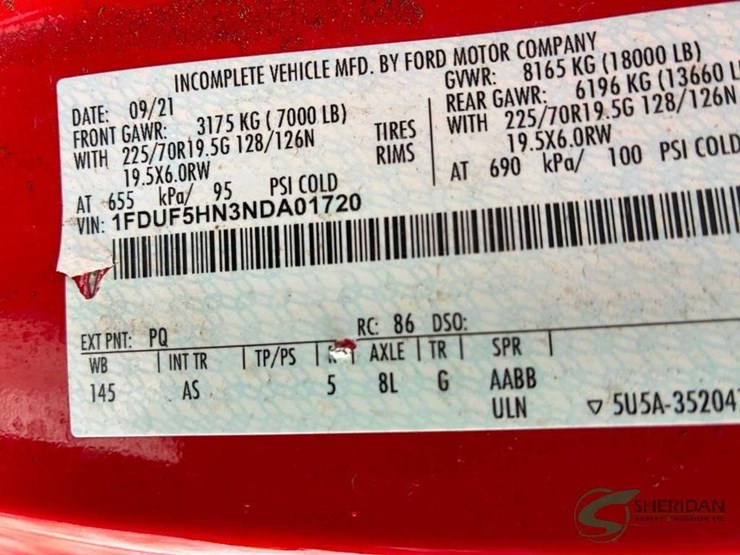 INCOMPLETE VEHICLE MFD. BY FORD MOTOR COMPANY
DATE: 09/21
GVWR: 8165 KG (18000 LB)
FRONT GAWR: 3175 KG ( 7000 LB)
REAR GAWR: 6196 KG (13660 L
WITH 225/70R19.5G 128/126N
TIRES
WITH 225/70R19.5G 128/126N
19.5X6.0RW
RIMS
19.5X6.0RW
AT 655 kPa/ 95 PSI COLD
AT 690 kPa/ 100 PSI COLD
VIN: 1FDUF5HN3NDA01720
EXT PNT: PQ
RC: 86 DSO:
WB | INT TR | TP/PS | | AXLE | TR | SPR |
145 AS 5 8L G AABB
ULN ▽ 5U5A-35204
SHERIDAN